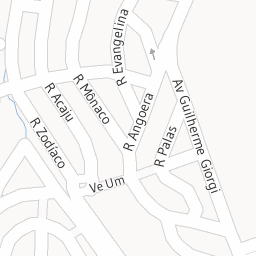 R Evangelina
R Mônaco
R Acaju
Av Guilherme Giorgi
R Angoera
R Zodíaco
R Palas
Ve Um